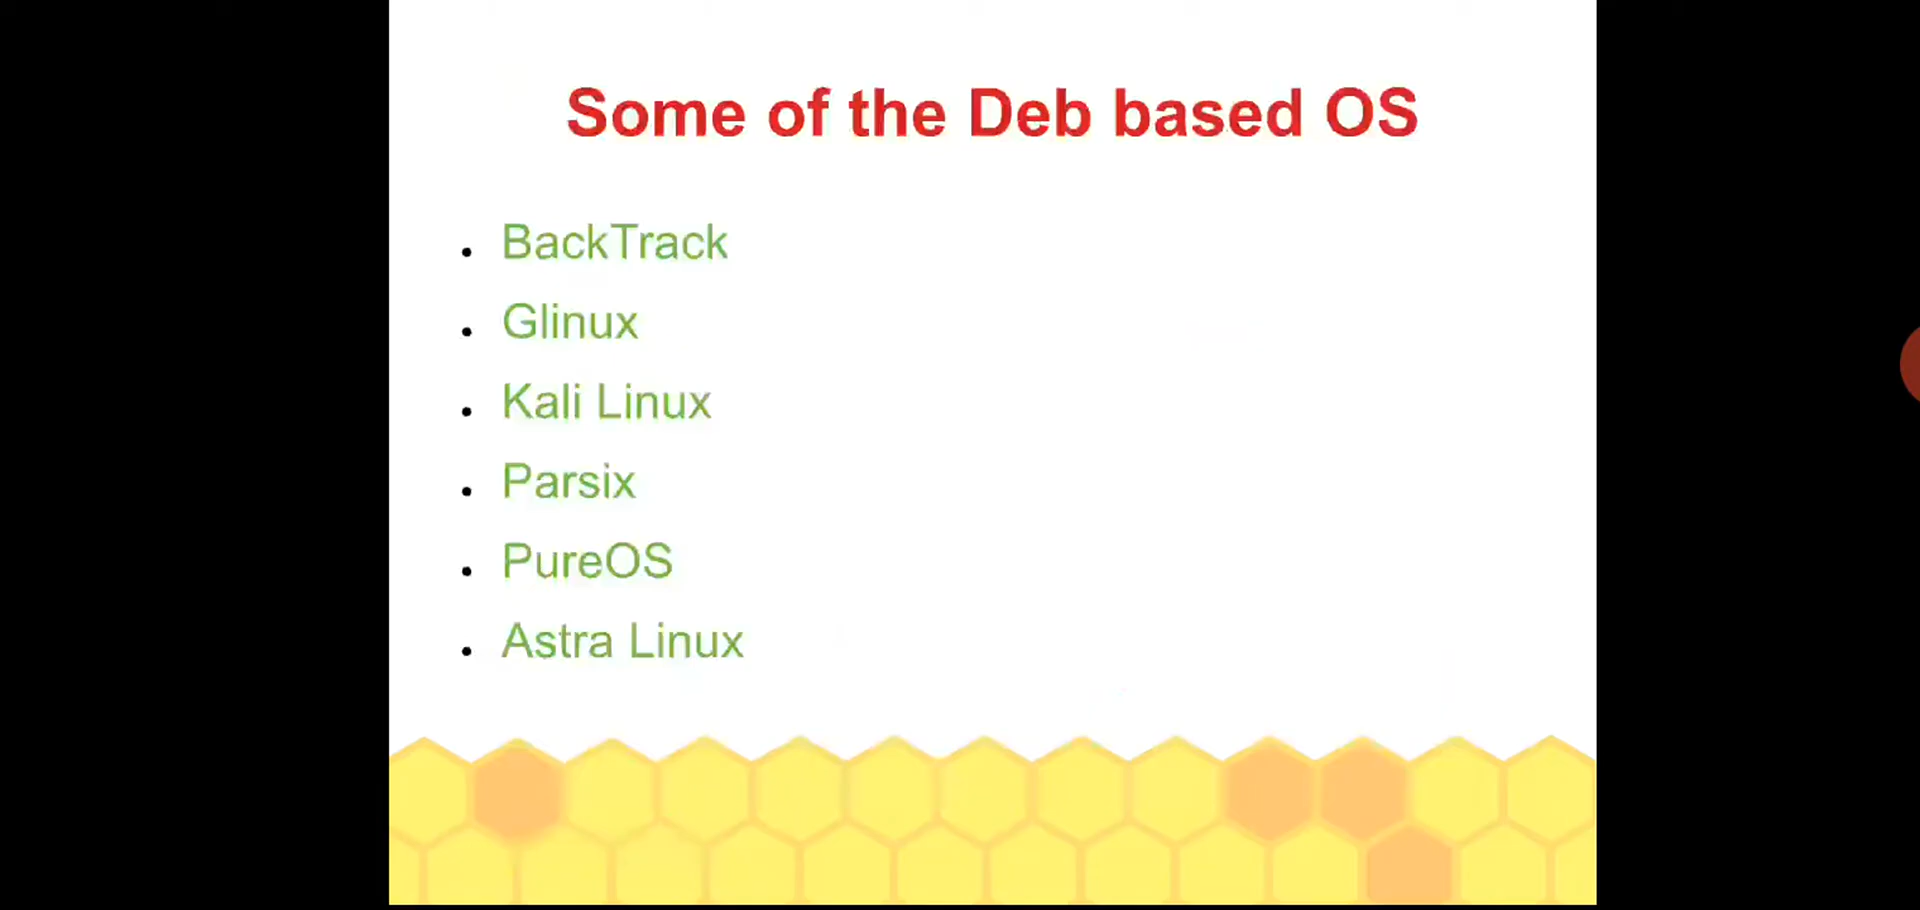 Some of the Deb based OS
BackTrack
Glinux
Kali Linux
Parsix
PureOS
Astra Linux